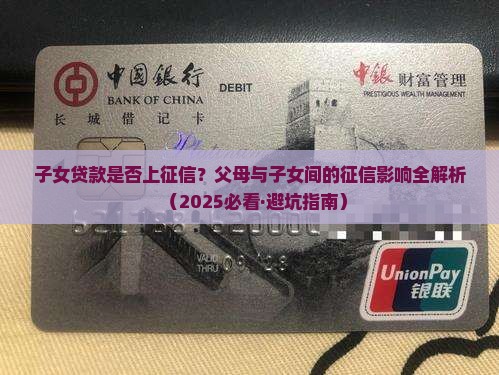 中國銀行
DEBIT
BANK OF CHINA
长城借记卡
中銀 财富管理
PRESTIGIOUS WEALTH MANAGEMENT
子女贷款是否上征信？父母与子女间的征信影响全解析
（2025必看·避坑指南）
VALID
THRU
UnionPay
银联